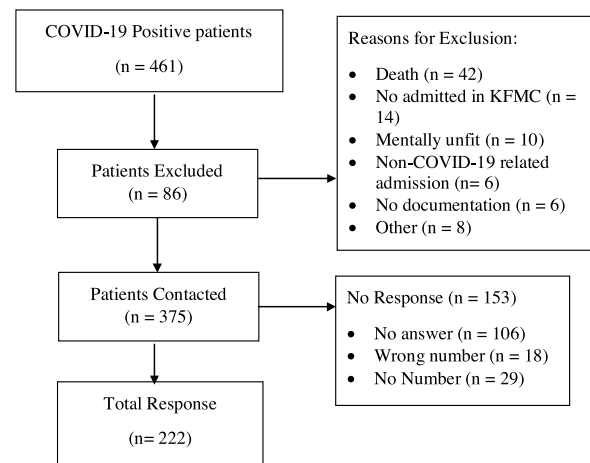 COVID-19 Positive patients
(n = 461)
Reasons for Exclusion:
• Death (n = 42)
• No admitted in KFMC (n =
14)
• Mentally unfit (n = 10)
• Non-COVID-19 related
admission (n= 6)
• No documentation (n = 6)
• Other (n = 8)
Patients Excluded
(n = 86)
Patients Contacted
(n = 375)
No Response (n = 153)
• No answer (n = 106)
• Wrong number (n = 18)
• No Number (n = 29)
Total Response
(n= 222)